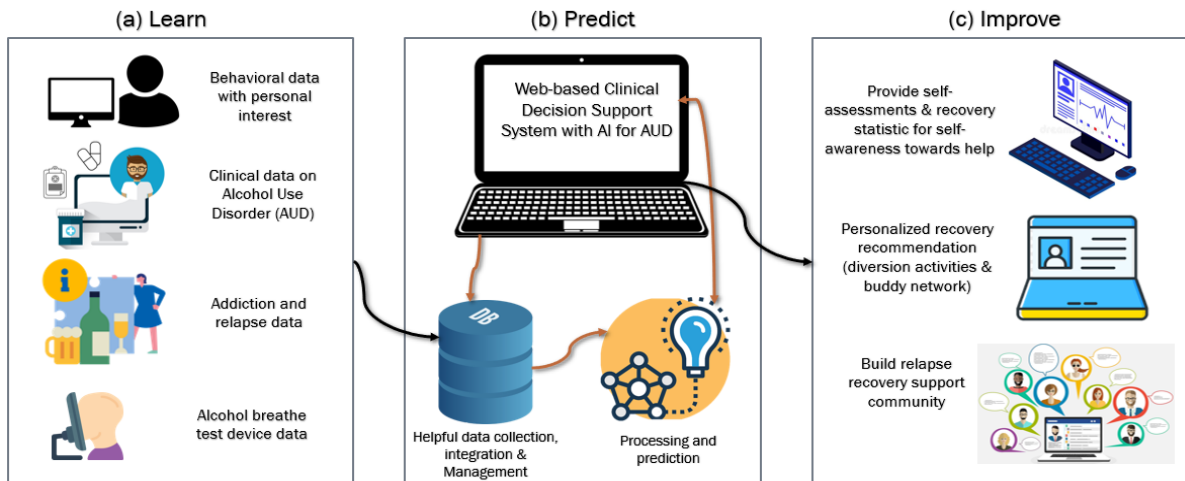 (a) Learn
Behavioral data
with personal
interest
Clinical data on
Alcohol Use
Disorder (AUD)
Addiction and
relapse data
Alcohol breathe
test device data
(b) Predict
Web-based Clinical
Decision Support
System with AI for AUD
DB
Helpful data collection,
integration &
Management
Processing and
prediction
(c) Improve
Provide self-
assessments & recovery
statistic for self-
awareness towards help
Personalized recovery
recommendation
(diversion activities &
buddy network)
Build relapse
recovery support
community